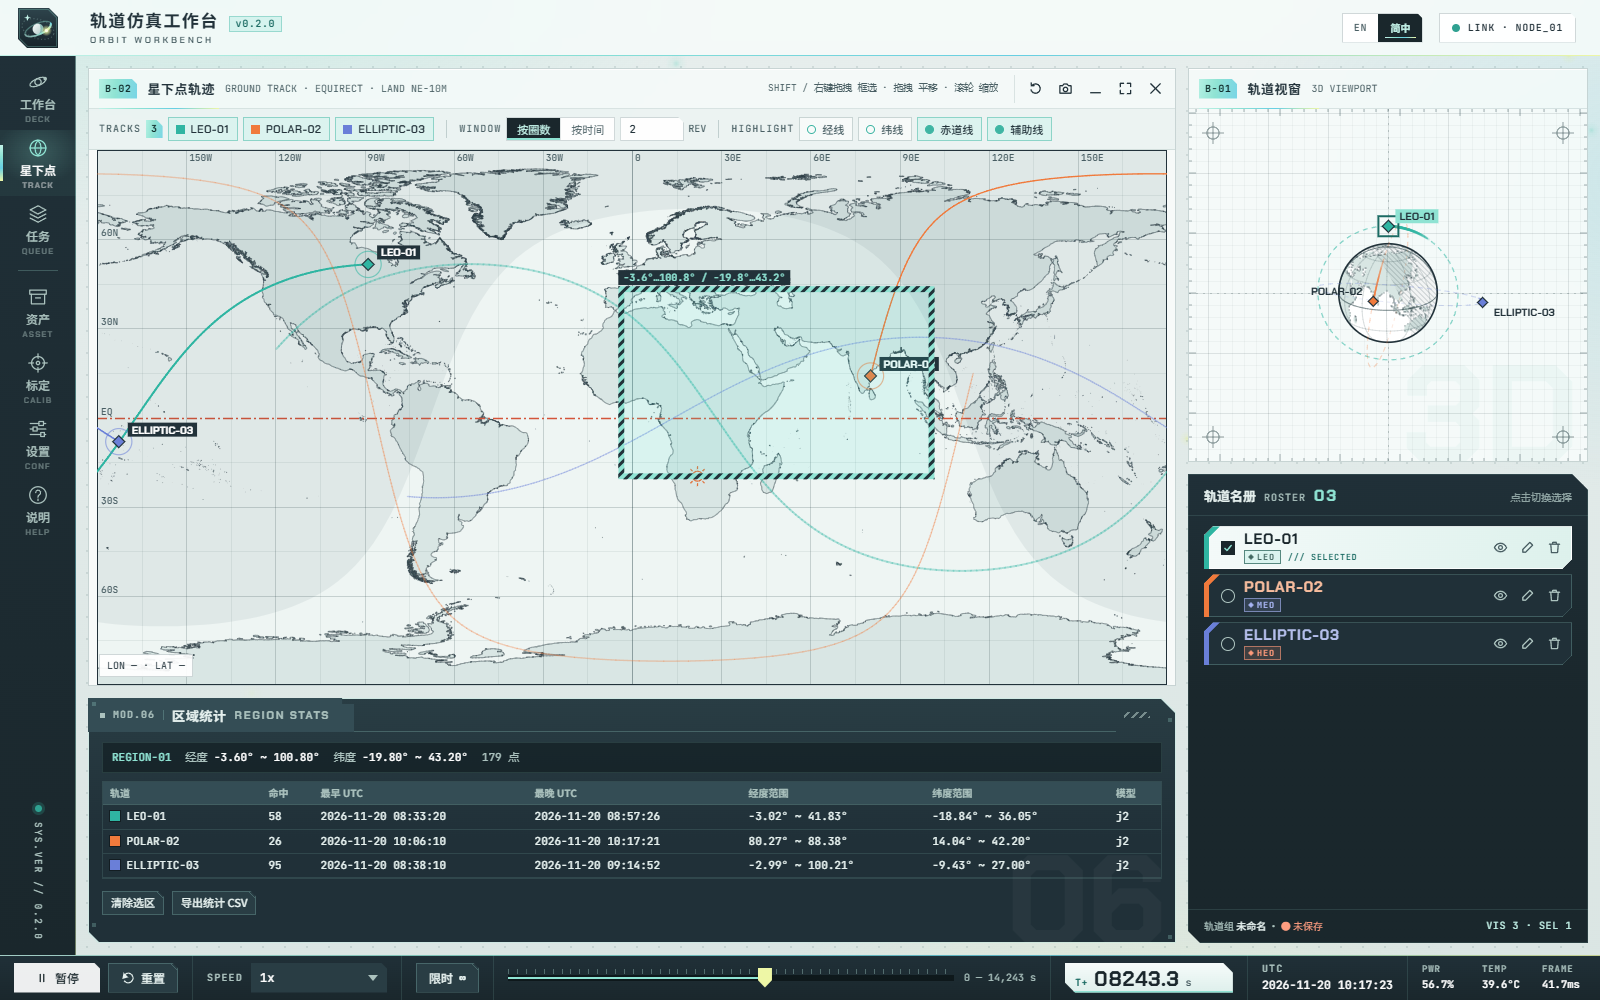 轨道仿真工作台 v0.2.0
ORBIT WORKBENCH
EN 简中
LINK · NODE_01
工作台
DECK
星下点
TRACK
任务
QUEUE
资产
ASSET
标定
CALIB
设置
CONF
说明
HELP
SYS.VER // 0.2.0
B-02 星下点轨迹 GROUND TRACK · EQUIRECT · LAND NE-10M
SHIFT / 右键拖拽 框选 · 拖拽 平移 · 滚轮 缩放
TRACKS 3 LEO-01 POLAR-02 ELLIPTIC-03 WINDOW 按圈数 按时间 2 REV HIGHLIGHT 经线 纬线 赤道线 辅助线
150W 120W 90W 60W 30W 0 30E 60E 90E 120E 150E
60N
LEO-01
-3.6°…100.8° / -19.8°…43.2°
30N
POLAR-0
EQ
ELLIPTIC-03
30S
60S
LON — · LAT —
B-01 轨道视窗 3D VIEWPORT
LEO-01
POLAR-02
ELLIPTIC-03
轨道名册 ROSTER 03 点击切换选择
LEO-01
LEO /// SELECTED
POLAR-02
MEO
ELLIPTIC-03
HEO
轨道组 未命名 · 未保存
VIS 3 · SEL 1
MOD.06 区域统计 REGION STATS
REGION-01 经度 -3.60° ~ 100.80° 纬度 -19.80° ~ 43.20° 179 点
轨道 命中 最早 UTC 最晚 UTC 经度范围 纬度范围 模型
LEO-01 58 2026-11-20 08:33:20 2026-11-20 08:57:26 -3.02° ~ 41.83° -18.84° ~ 36.05° j2
POLAR-02 26 2026-11-20 10:06:10 2026-11-20 10:17:21 80.27° ~ 88.38° 14.04° ~ 42.20° j2
ELLIPTIC-03 95 2026-11-20 08:38:10 2026-11-20 09:14:52 -2.99° ~ 100.21° -9.43° ~ 27.00° j2
清除选区 导出统计 CSV
06
暂停 重置 SPEED 1x 限时 ∞ 0 — 14,243 s T+ 08243.3 s
UTC
2026-11-20 10:17:23
PWR
56.7%
TEMP
39.6°C
FRAME
41.7ms